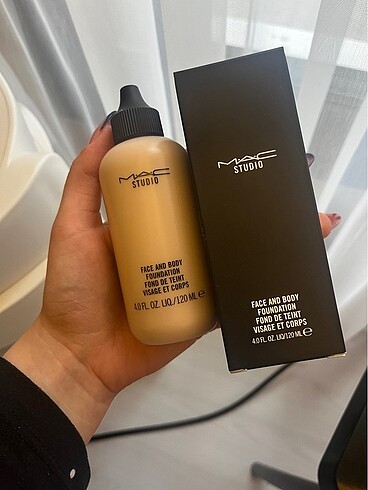 MAC
STUDIO
FACE AND BODY
FOUNDATION
FOND DE TEINT
VISAGE ET CORPS
4.0 FL. OZ. LIQ./120 ML ℮
MAC
STUDIO
FACE AND BODY
FOUNDATION
FOND DE TEINT
VISAGE ET CORPS
4.0 FL. OZ. LIQ/120 ML ℮